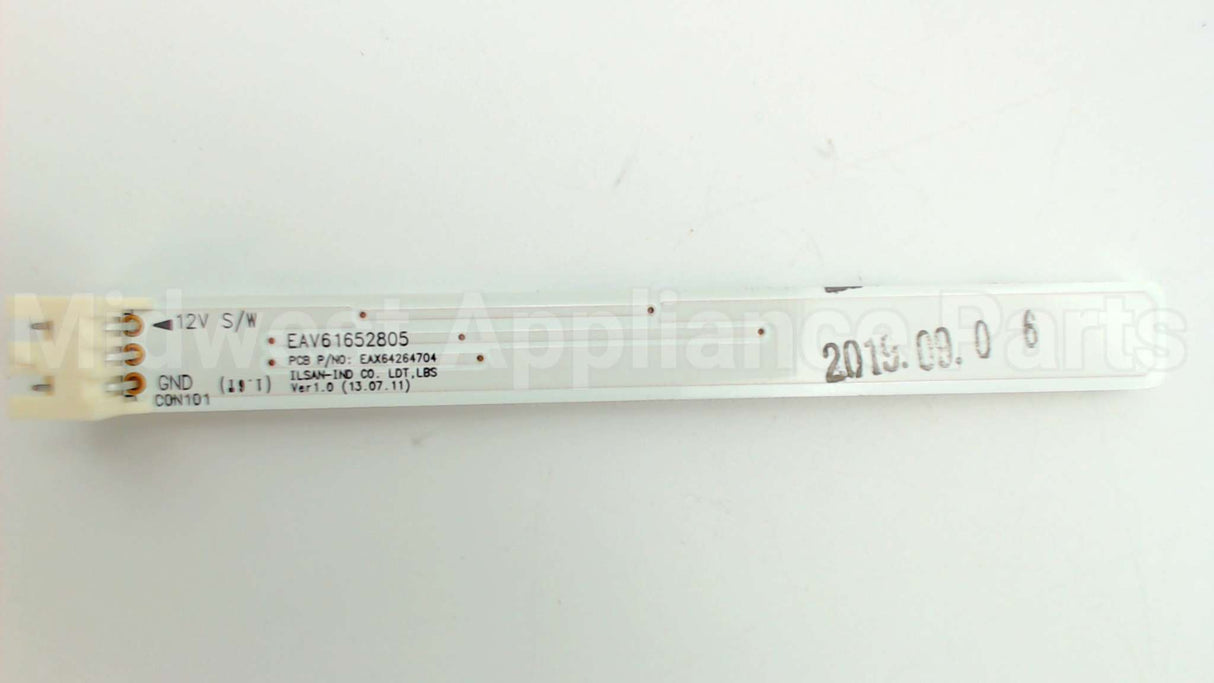 Midwest Appliance Parts
12V S/W
EAV61652805
PCB P/NO: EAX64264704
ILSAN-IND CO. LDT.LBS
Ver1.0 (13.07.11)
GND
CON101
2015.09.0 6